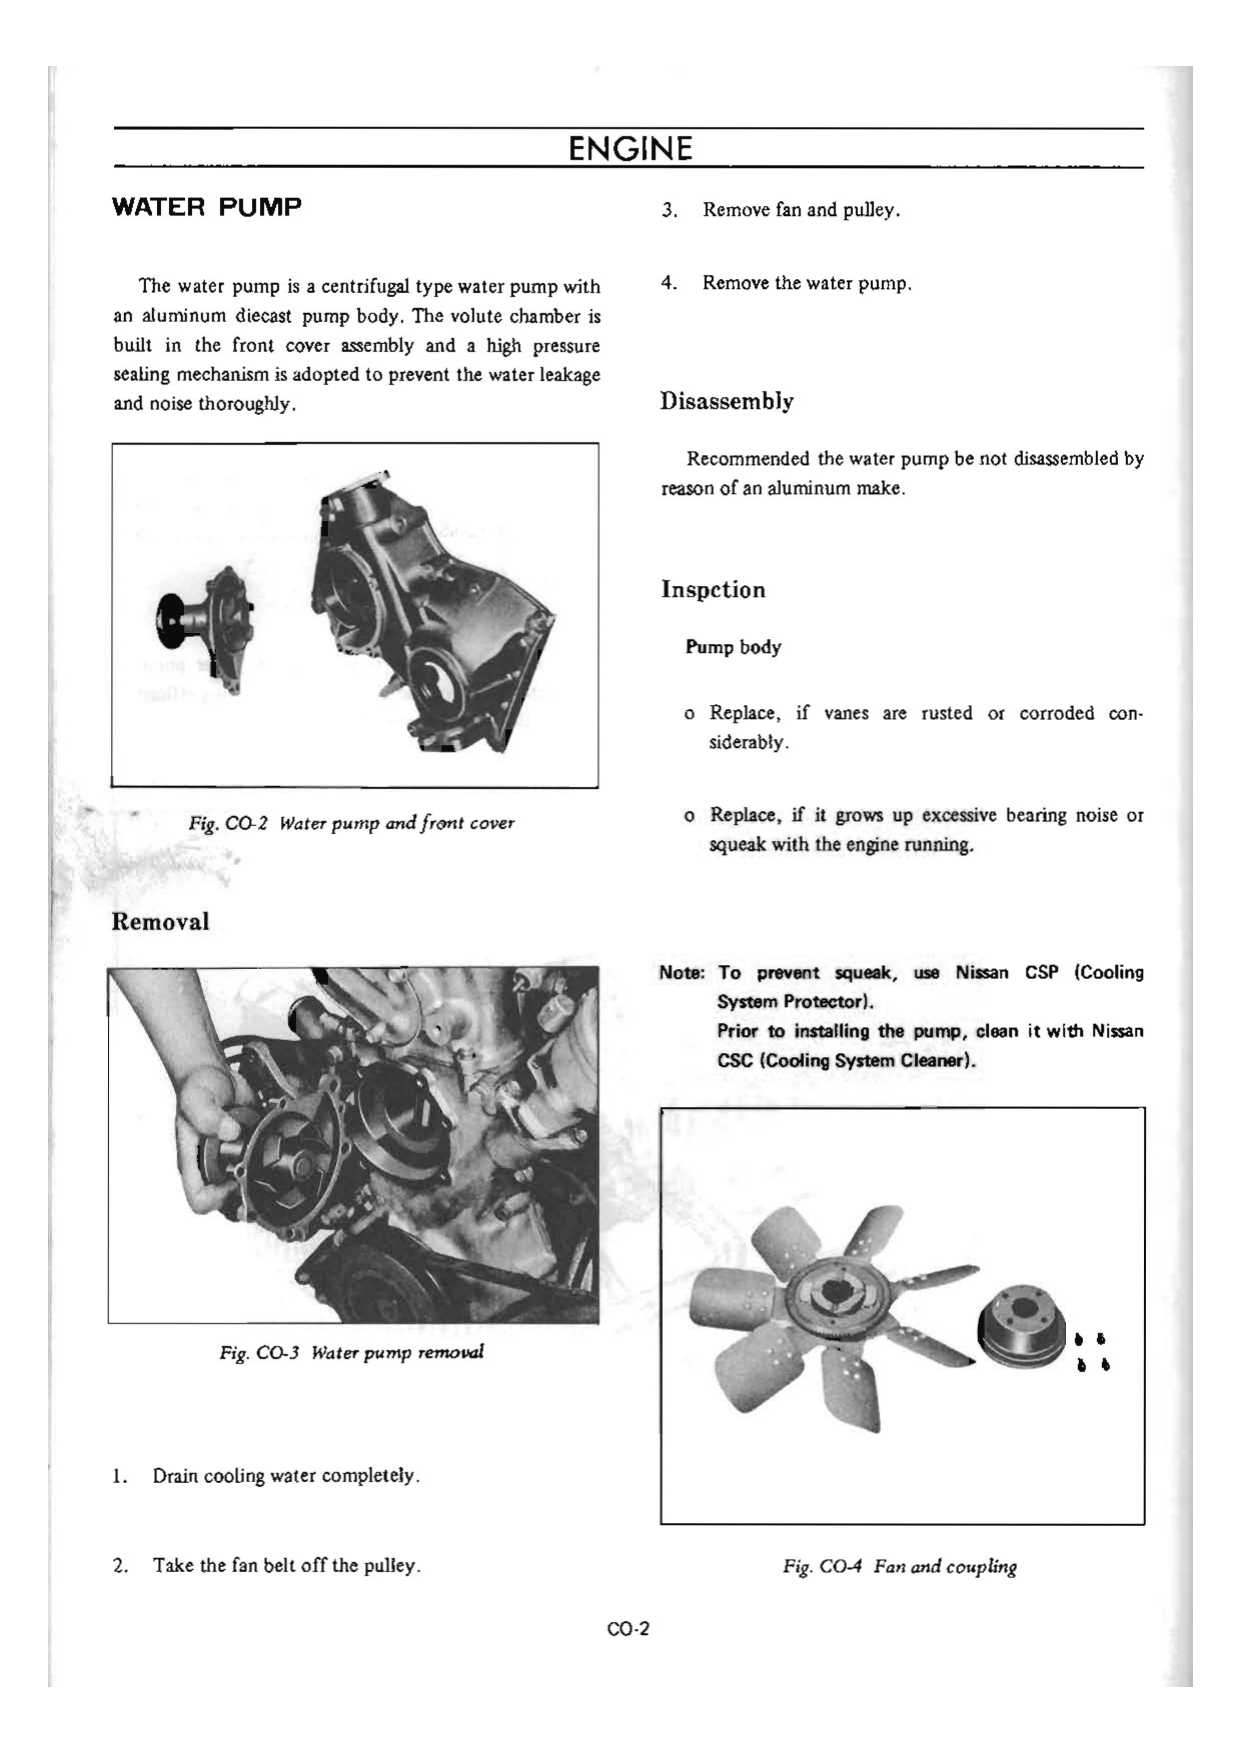 ENGINE
WATER PUMP
The water pump is a centrifugal type water pump with
an aluminum diecast pump body. The volute chamber is
built in the front cover assembly and a high pressure
sealing mechanism is adopted to prevent the water leakage
and noise thoroughly.
Fig. CO-2 Water pump and front cover
Removal
Fig. CO-3 Water pump removal
1. Drain cooling water completely.
2. Take the fan belt off the pulley.
3. Remove fan and pulley.
4. Remove the water pump.
Disassembly
Recommended the water pump be not disassembled by
reason of an aluminum make.
Inspction
Pump body
o Replace, if vanes are rusted or corroded con-
siderably.
o Replace, if it grows up excessive bearing noise or
squeak with the engine running.
Note: To prevent squeak, use Nissan CSP (Cooling
System Protector).
Prior to installing the pump, clean it with Nissan
CSC (Cooling System Cleaner).
Fig. CO-4 Fan and coupling
CO-2